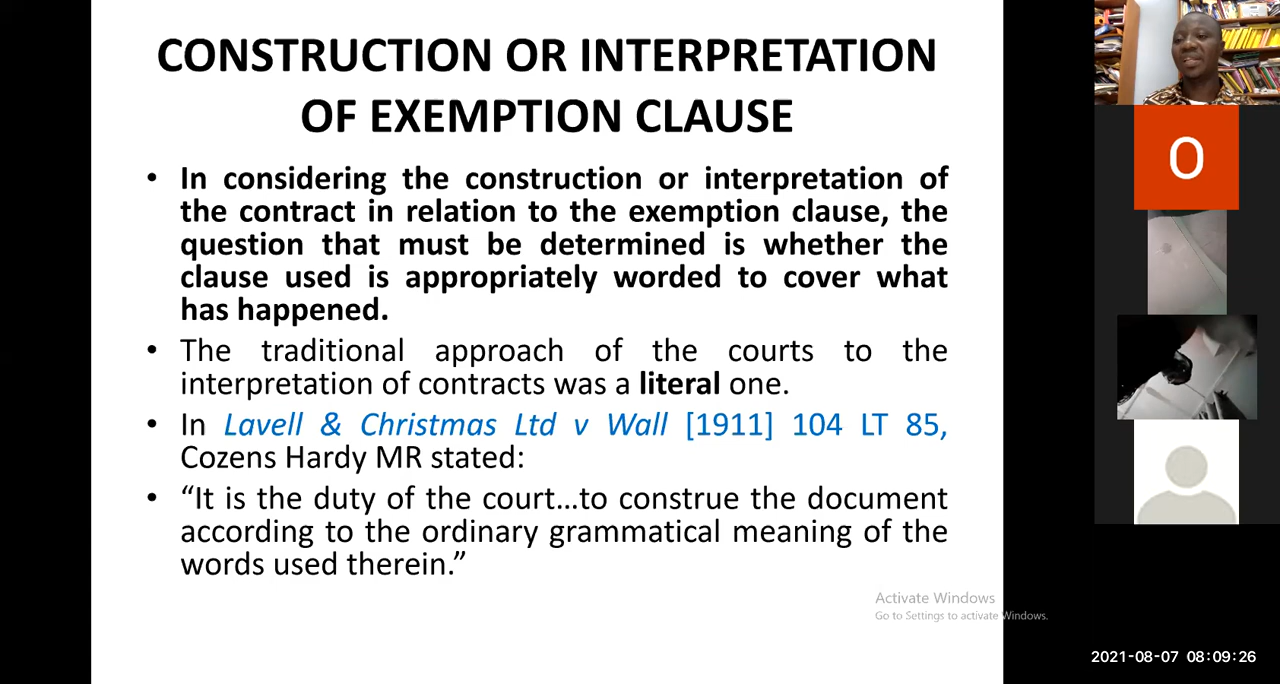 CONSTRUCTION OR INTERPRETATION
OF EXEMPTION CLAUSE
• In considering the construction or interpretation of
the contract in relation to the exemption clause, the
question that must be determined is whether the
clause used is appropriately worded to cover what
has happened.
• The traditional approach of the courts to the
interpretation of contracts was a literal one.
• In Lavell & Christmas Ltd v Wall [1911] 104 LT 85,
Cozens Hardy MR stated:
• “It is the duty of the court…to construe the document
according to the ordinary grammatical meaning of the
words used therein.”
Activate Windows
Go to Settings to activate Windows.
O
2021-08-07 08:09:26